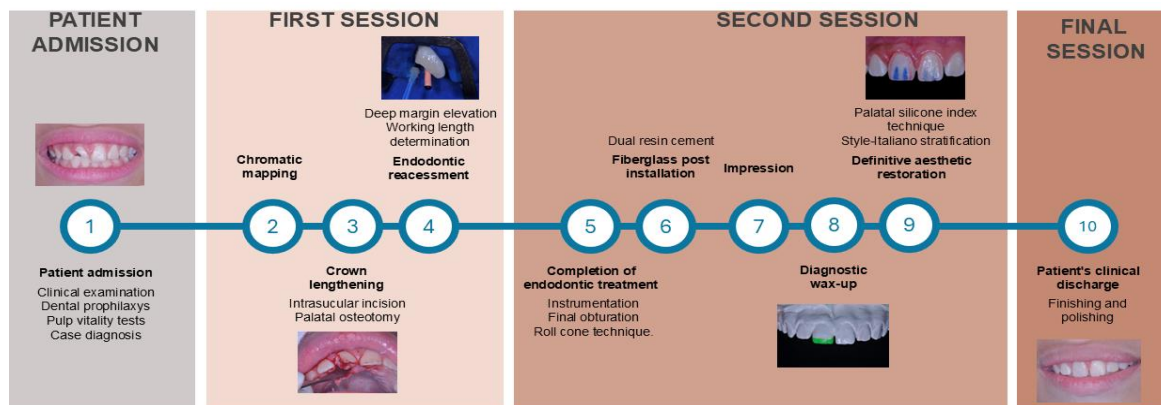 PATIENT
ADMISSION
FIRST SESSION
SECOND SESSION
FINAL
SESSION
Deep margin elevation
Working length
determination
Endodontic
reacessment
Chromatic
mapping
Dual resin cement
Fiberglass post
installation
Impression
Palatal silicone index
technique
Style-Italiano stratification
Definitive aesthetic
restoration
1
2
3
4
5
6
7
8
9
10
Patient admission
Clinical examination
Dental prophilaxys
Pulp vitality tests
Case diagnosis
Crown
lengthening
Intrasucular incision
Palatal osteotomy
Completion of
endodontic treatment
Instrumentation
Final obturation
Roll cone technique.
Diagnostic
wax-up
Patient's clinical
discharge
Finishing and
polishing